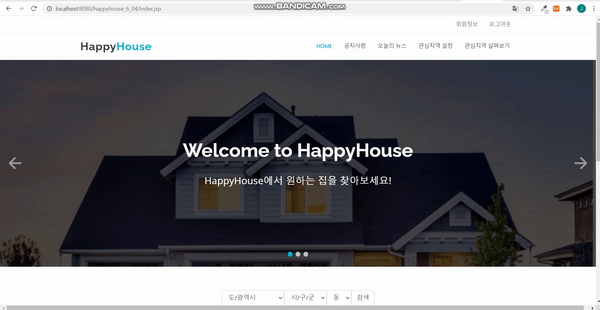 localhost:8080/happyhouse_6_04/index.jsp
www.BANDICAM.com
J
회원정보 로그아웃
HappyHouse
HOME 공지사항 오늘의 뉴스 관심지역 설정 관심지역 살펴보기
Welcome to HappyHouse
HappyHouse에서 원하는 집을 찾아보세요!
도/광역시 시/구/군 동 검색